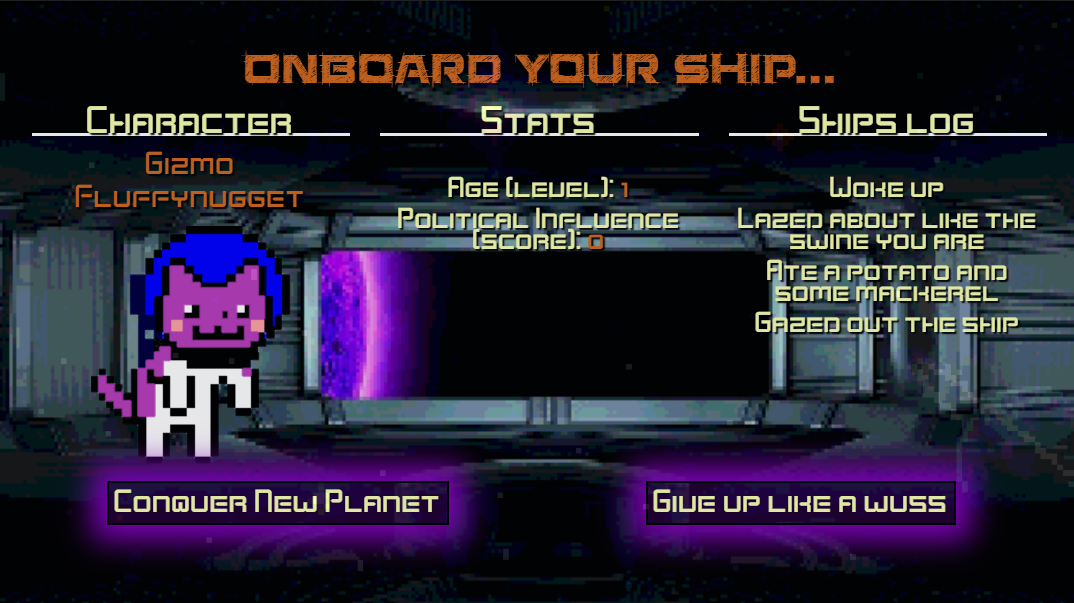 ONBOARD YOUR SHIP...
Character
Stats
Ships log
Gizmo
Fluffynugget
Age (level): 1
Political Influence
(score): 0
Woke up
Lazed about like the
swine you are
Ate a potato and
some mackerel
Gazed out the ship
Conquer New Planet
Give up like a wuss